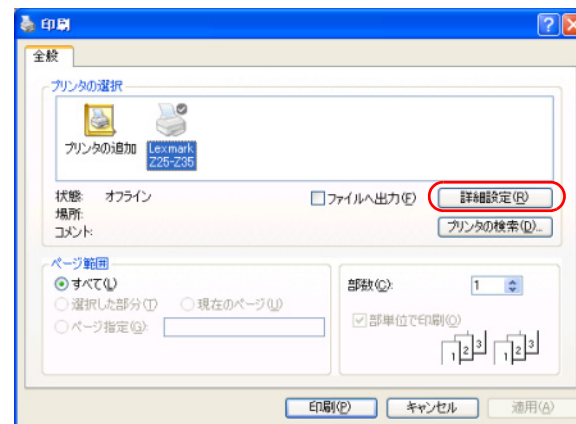 印刷
全般
プリンタの選択
プリンタの追加
Lexmark
Z25-Z35
状態: オフライン
場所:
コメント:
ファイルへ出力(F)
詳細設定(R)
プリンタの検索(D)...
ページ範囲
すべて(L)
選択した部分(T) 現在のページ(U)
ページ指定(G):
部数(C): 1
部単位で印刷(O)
1 2 3 1 2 3
印刷(P) キャンセル 適用(A)